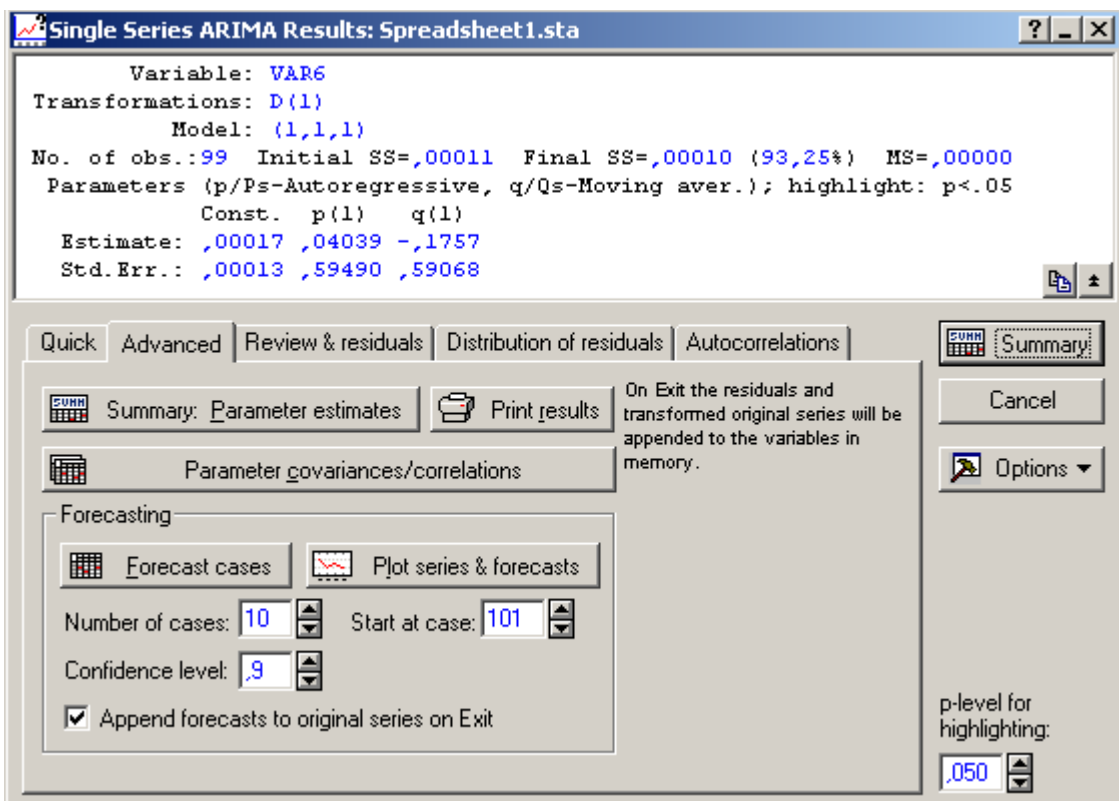 Single Series ARIMA Results: Spreadsheet1.sta
Variable: VAR6
Transformations: D(1)
Model: (1,1,1)
No. of obs.:99 Initial SS=,00011 Final SS=,00010 (93,25%) MS=,00000
Parameters (p/Ps-Autoregressive, q/Qs-Moving aver.); highlight: p<.05
Const. p(1) q(1)
Estimate: ,00017 ,04039 -,1757
Std.Err.: ,00013 ,59490 ,59068
Quick Advanced Review & residuals Distribution of residuals Autocorrelations
Summary
Summary: Parameter estimates
Print results
On Exit the residuals and
transformed original series will be
appended to the variables in
memory.
Cancel
Parameter covariances/correlations
Options
Forecasting
Forecast cases
Plot series & forecasts
Number of cases: 10 Start at case: 101
Confidence level: ,9
Append forecasts to original series on Exit
p-level for
highlighting:
,050